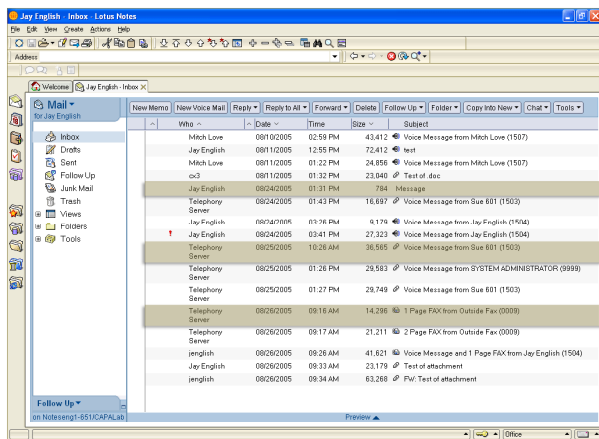 Jay English - Inbox - Lotus Notes
File Edit View Create Actions Help
Address
Welcome Jay English - Inbox
Mail
for Jay English
New Memo New Voice Mail Reply Reply to All Forward Delete Follow Up Folder Copy Into New Chat Tools
Who Date Time Size Subject
Inbox
Drafts
Sent
Follow Up
Junk Mail
Trash
Views
Folders
Tools
Mitch Love 08/10/2005 02:59 PM 43,412 Voice Message from Mitch Love (1507)
Jay English 08/11/2005 12:55 PM 72,412 test
Mitch Love 08/11/2005 01:22 PM 24,856 Voice Message from Mitch Love (1507)
cx3 08/11/2005 01:32 PM 23,040 Test of .doc
Jay English 08/24/2005 01:31 PM 784 Message
Telephony Server 08/24/2005 01:43 PM 16,697 Voice Message from Sue 601 (1503)
Jay English 08/24/2005 03:26 PM 9,179 Voice Message from Jay English (1504)
Jay English 08/24/2005 03:41 PM 27,323 Voice Message from Jay English (1504)
Telephony Server 08/25/2005 10:26 AM 36,565 Voice Message from Sue 601 (1503)
Telephony Server 08/25/2005 01:26 PM 29,583 Voice Message from SYSTEM ADMINISTRATOR (9999)
Telephony Server 08/25/2005 01:27 PM 29,749 Voice Message from Sue 601 (1503)
Telephony Server 08/26/2005 09:16 AM 14,296 1 Page FAX from Outside Fax (0009)
Telephony Server 08/26/2005 09:17 AM 21,211 2 Page FAX from Outside Fax (0009)
jenglish 08/26/2005 09:26 AM 41,621 Voice Message and 1 Page FAX from Jay English (1504)
Jay English 08/26/2005 09:33 AM 23,179 Test of attachment
jenglish 08/26/2005 09:34 AM 63,268 FW: Test of attachment
Follow Up
on Noteseng1-651/CAPALab
Preview
Office